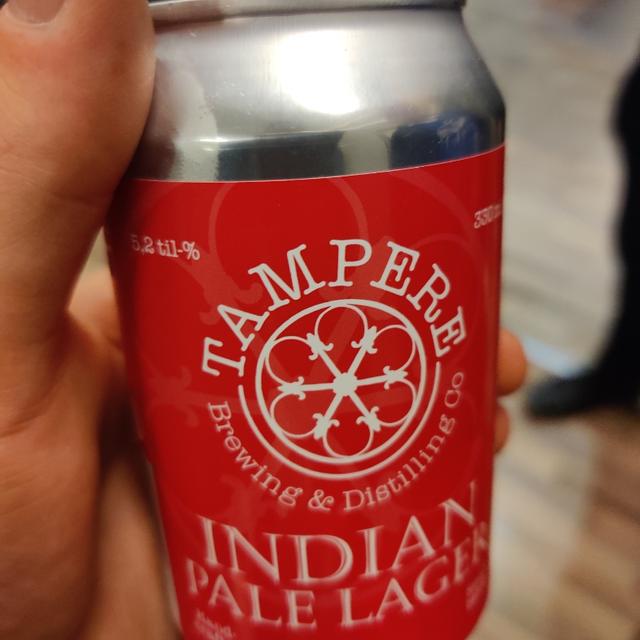 5,2 til-%
TAMPERE
Brewing & Distilling Co
INDIAN
PALE LAGER